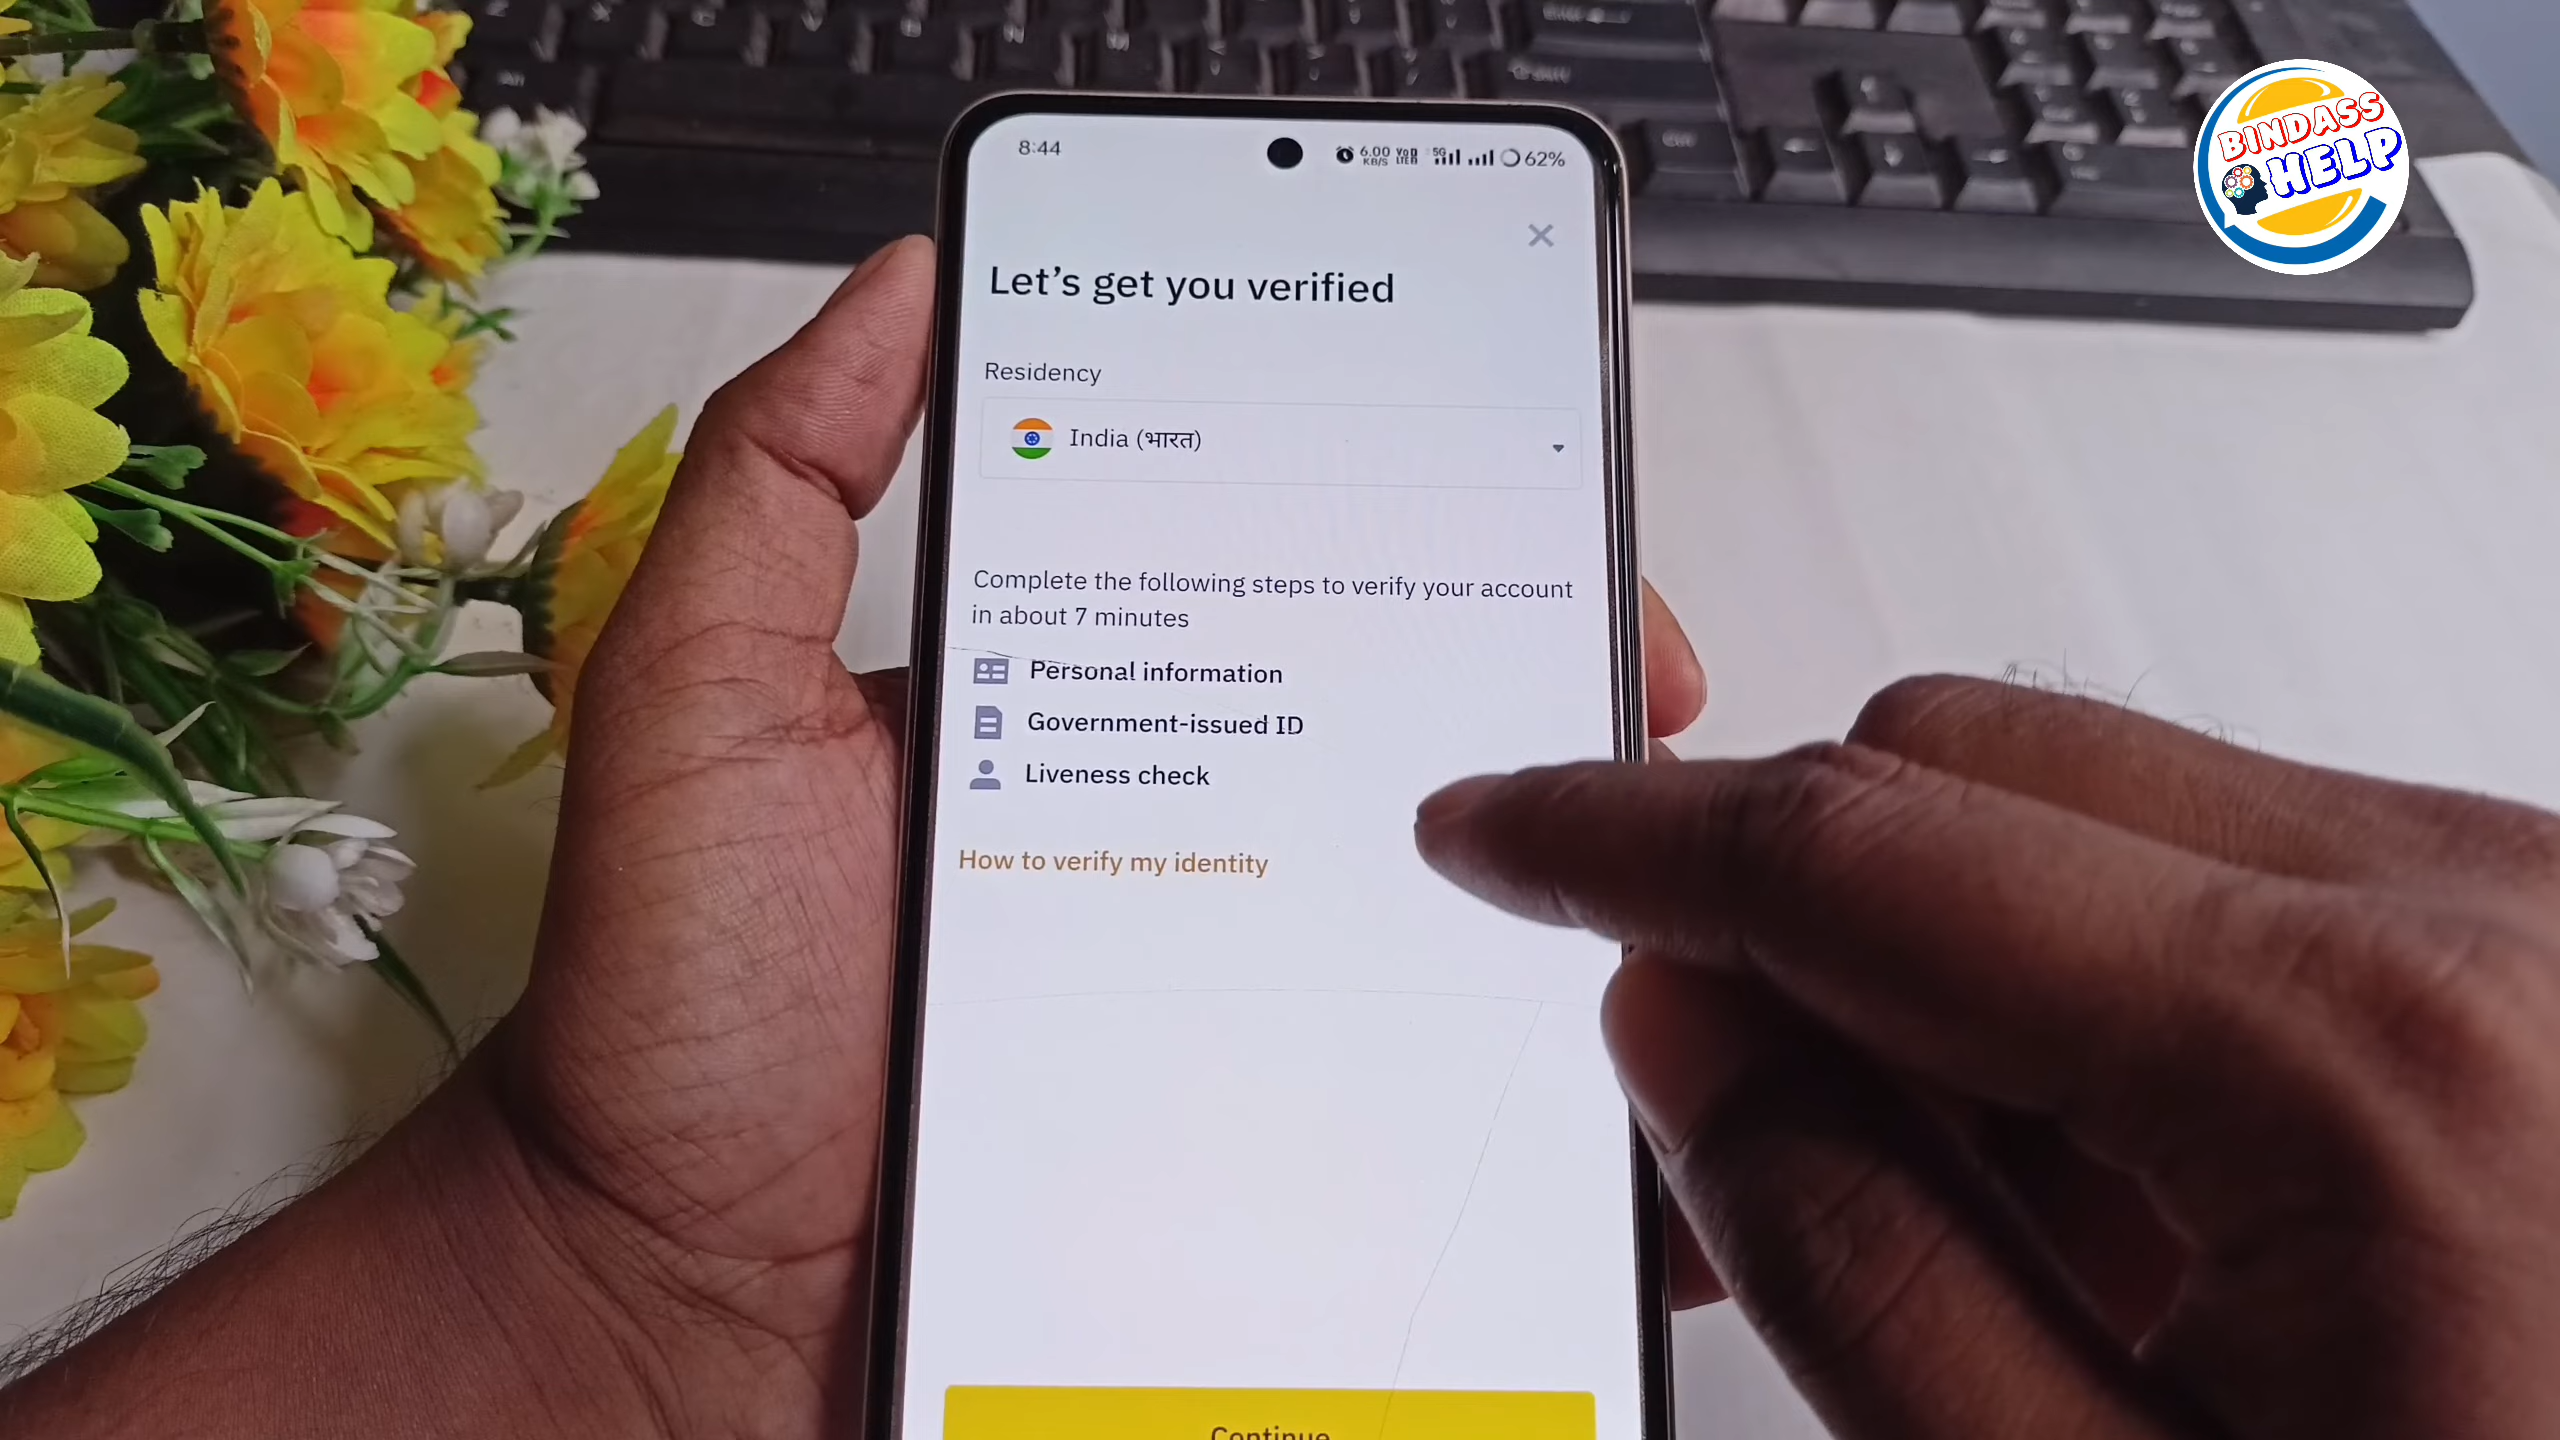 BINDASS
HELP
8:44
6.00
KB/S
5G
62%
Let's get you verified
Residency
India (भारत)
Complete the following steps to verify your account
in about 7 minutes
Personal information
Government-issued ID
Liveness check
How to verify my identity
Continue